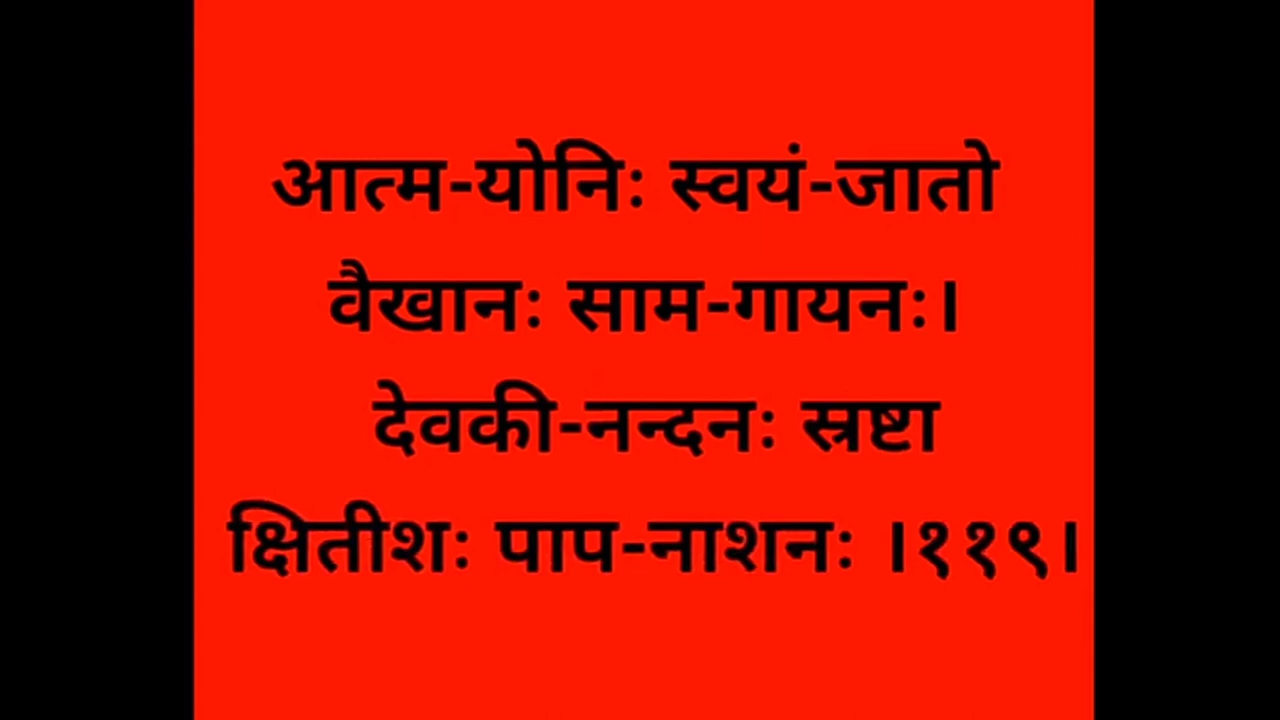 आत्म-योनिः स्वयं-जातो
वैखानः साम-गायनः।
देवकी-नन्दनः स्रष्टा
क्षितीशः पाप-नाशनः ।११९।